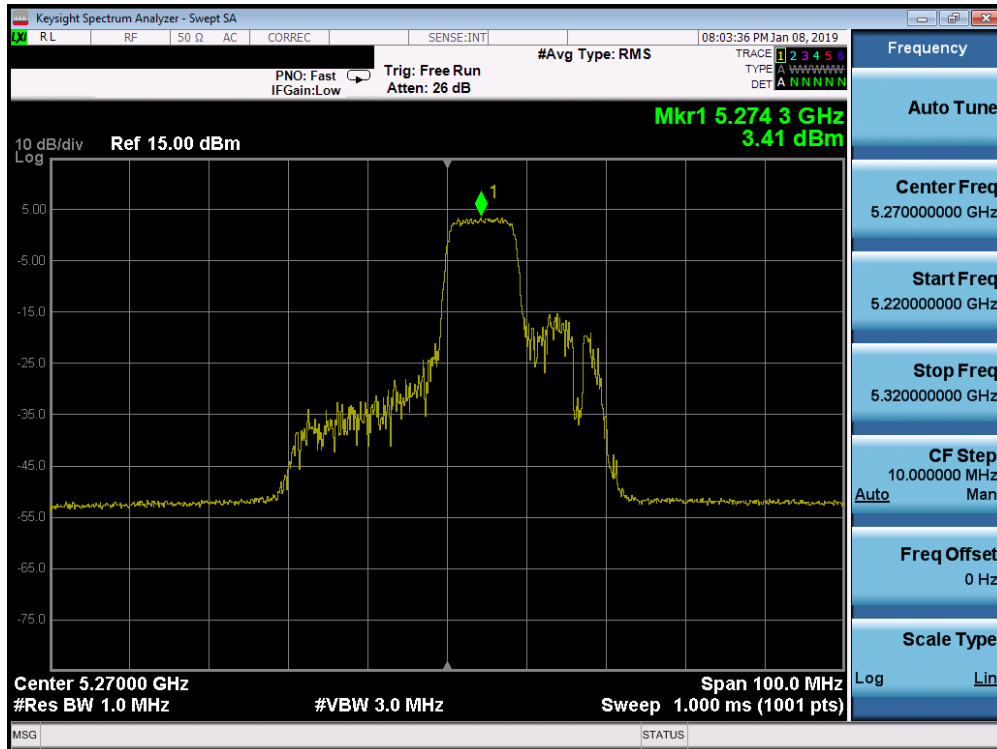 Keysight Spectrum Analyzer - Swept SA
LXI RL RF 50 Ω AC CORREC SENSE:INT 08:03:36 PM Jan 08, 2019
Frequency
#Avg Type: RMS
TRACE 1 2 3 4 5 6
TYPE A WWWWW
DET A N N N N N
PNO: Fast Trig: Free Run
IFGain:Low Atten: 26 dB
Auto Tune
Mkr1 5.274 3 GHz
3.41 dBm
10 dB/div Ref 15.00 dBm
Log
1
5.00
-5.00
-15.0
-25.0
-35.0
-45.0
-55.0
-65.0
-75.0
Center Freq
5.270000000 GHz
Start Freq
5.220000000 GHz
Stop Freq
5.320000000 GHz
CF Step
10.000000 MHz
Auto Man
Freq Offset
0 Hz
Scale Type
Log Lin
Center 5.27000 GHz Span 100.0 MHz
#Res BW 1.0 MHz #VBW 3.0 MHz Sweep 1.000 ms (1001 pts)
MSG STATUS